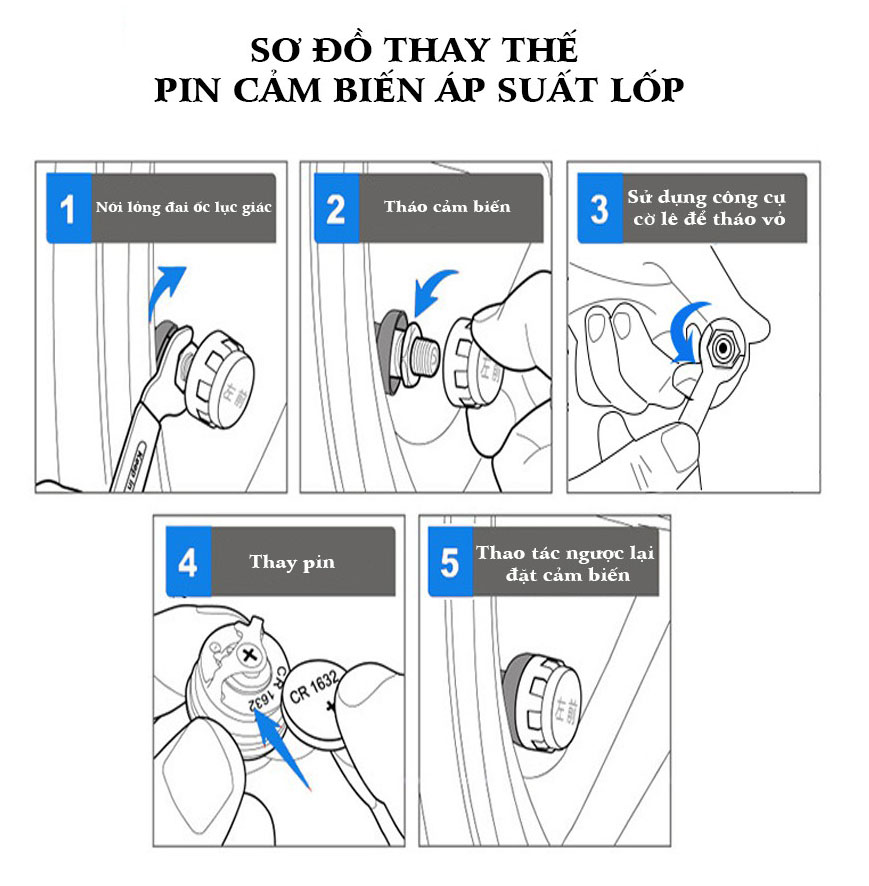 SƠ ĐỒ THAY THẾ
PIN CẢM BIẾN ÁP SUẤT LỐP
1
Nới lỏng đai ốc lục giác
2
Tháo cảm biến
3
Sử dụng công cụ
cờ lê để tháo vỏ
Keep in
4
Thay pin
CR 1632
CR 1632
5
Thao tác ngược lại
đặt cảm biến